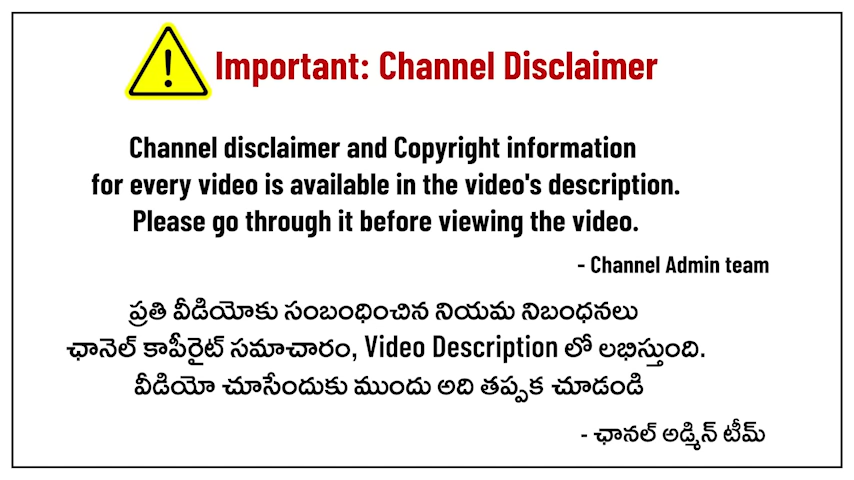 Important: Channel Disclaimer
Channel disclaimer and Copyright information
for every video is available in the video's description.
Please go through it before viewing the video.
- Channel Admin team
ప్రతి వీడియోకు సంబంధించిన నియమ నిబంధనలు
ఛానెల్ కాపీరైట్ సమాచారం, Video Description లో లభిస్తుంది.
వీడియో చూసేందుకు ముందు అది తప్పక చూడండి
- ఛానల్ అడ్మిన్ టీమ్